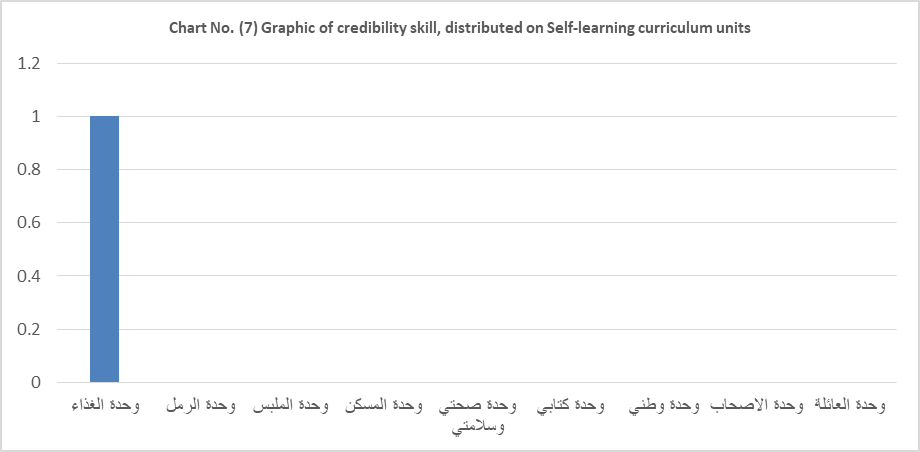 Chart No. (7) Graphic of credibility skill, distributed on Self-learning curriculum units
1.2
1
0.8
0.6
0.4
0.2
0
وحدة الغذاء
وحدة الرمل
وحدة الملبس
وحدة المسكن
وحدة صحتي
وسلامتي
وحدة كتابي
وحدة وطني
وحدة الاصحاب
وحدة العائلة